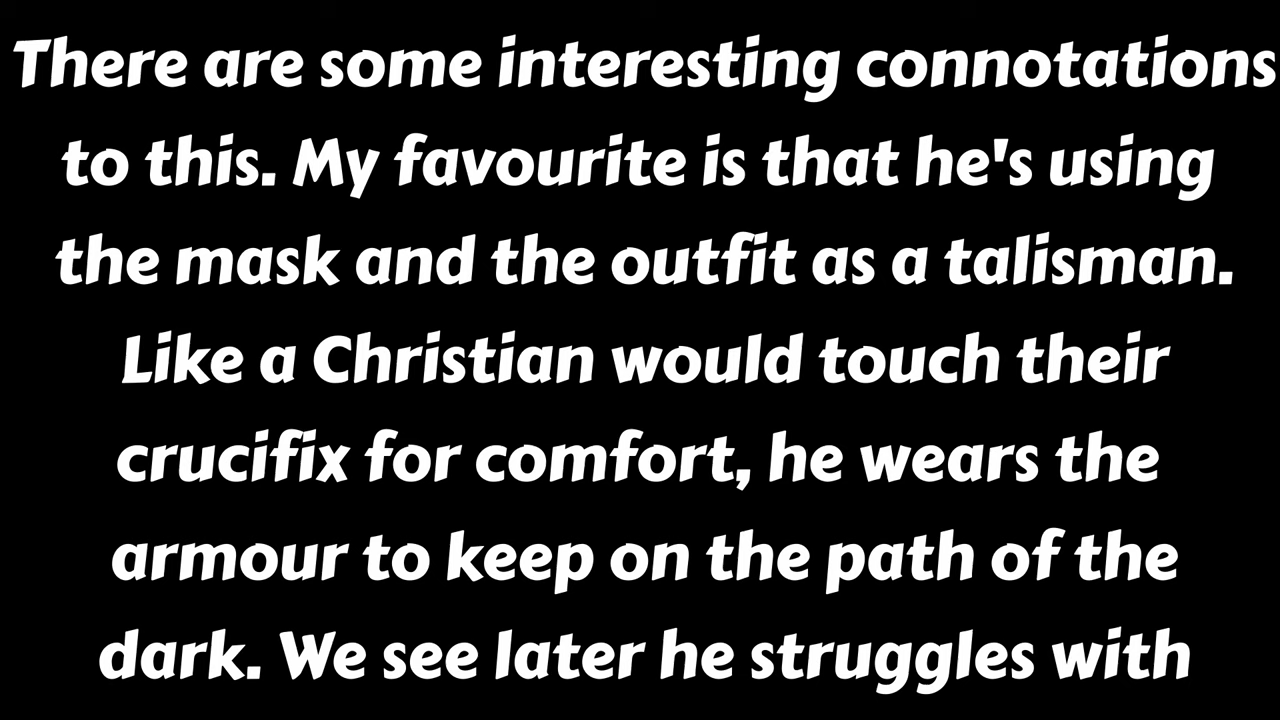 There are some interesting connotations
to this. My favourite is that he's using
the mask and the outfit as a talisman.
Like a Christian would touch their
crucifix for comfort, he wears the
armour to keep on the path of the
dark. We see later he struggles with